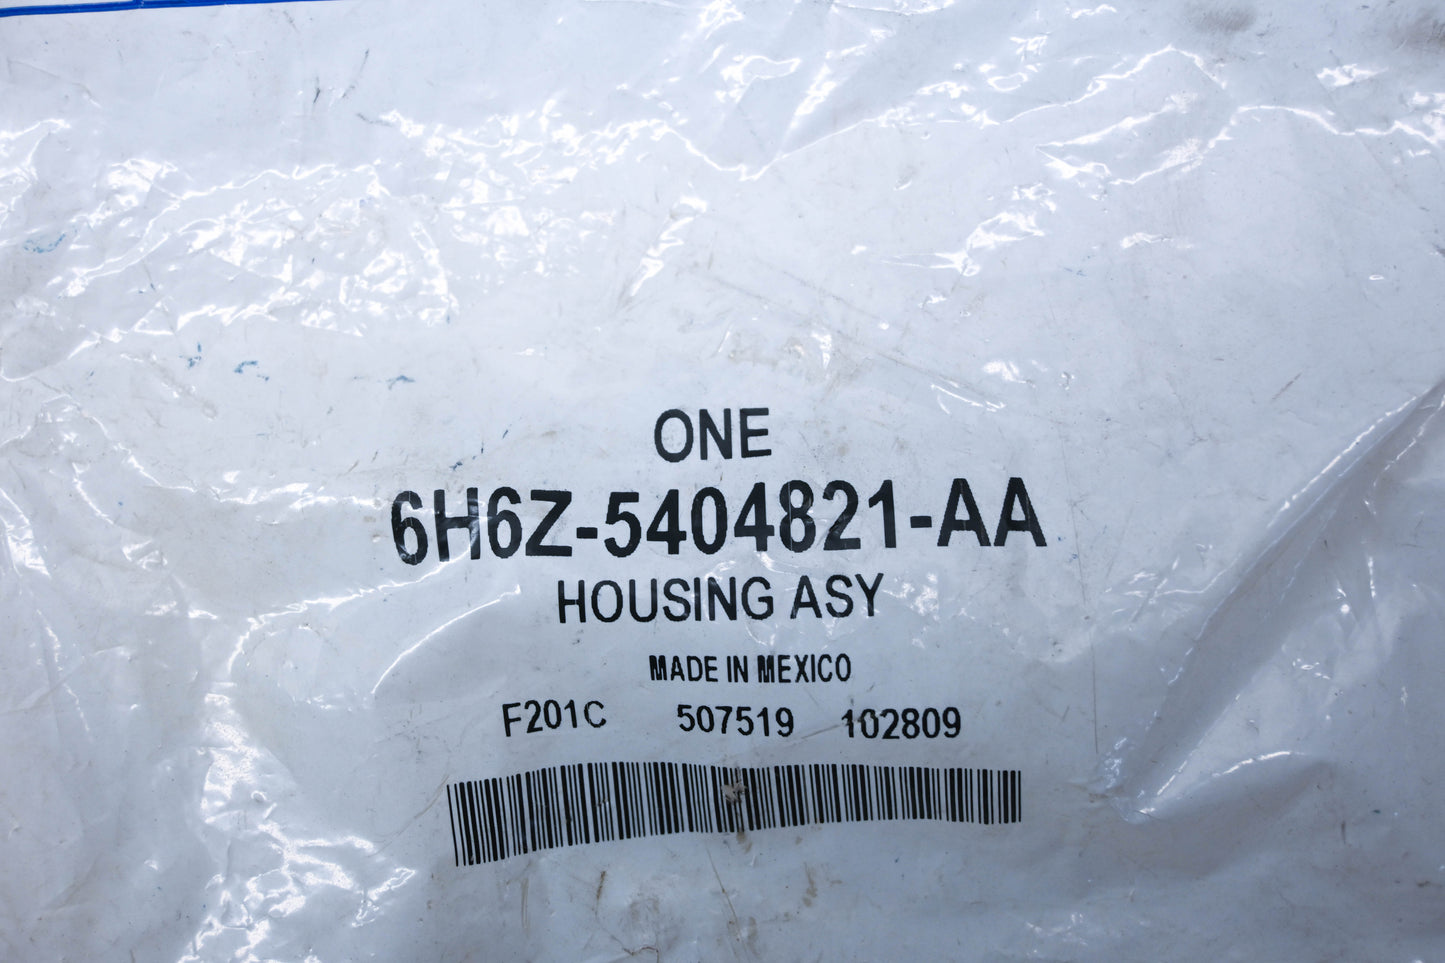 ONE
6H6Z-5404821-AA
HOUSING ASY
MADE IN MEXICO
F201C 507519 102809